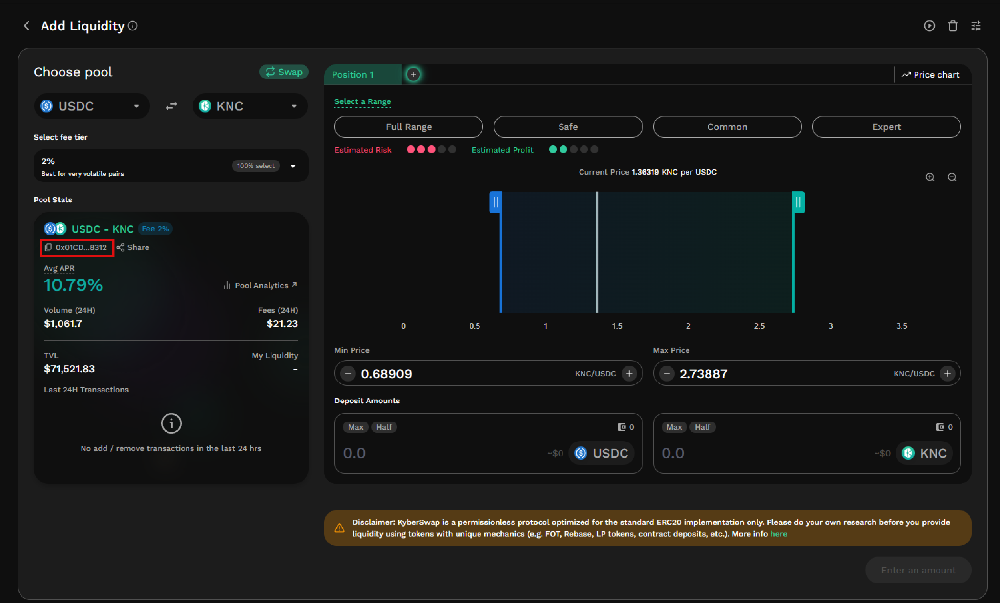 Add Liquidity
Choose pool
Swap
USDC
KNC
Select fee tier
2%
Best for very volatile pairs
100% select
Pool Stats
USDC - KNC
Fee 2%
0x01CD...8312
Share
Avg APR
10.79%
Pool Analytics
Volume (24H)
Fees (24H)
$1,061.7
$21.23
TVL
My Liquidity
$71,521.83
-
Last 24H Transactions
No add / remove transactions in the last 24 hrs
Position 1
Price chart
Select a Range
Full Range
Safe
Common
Expert
Estimated Risk
Estimated Profit
Current Price 1.36319 KNC per USDC
0 0.5 1 1.5 2 2.5 3 3.5
Min Price
0.68909
KNC/USDC
Max Price
2.73887
KNC/USDC
Deposit Amounts
Max
Half
0
0.0
~$0
USDC
Max
Half
0
0.0
~$0
KNC
Disclaimer: KyberSwap is a permissionless protocol optimized for the standard ERC20 implementation only. Please do your own research before you provide
liquidity using tokens with unique mechanics (e.g. FOT, Rebase, LP tokens, contract deposits, etc.). More info here
Enter an amount